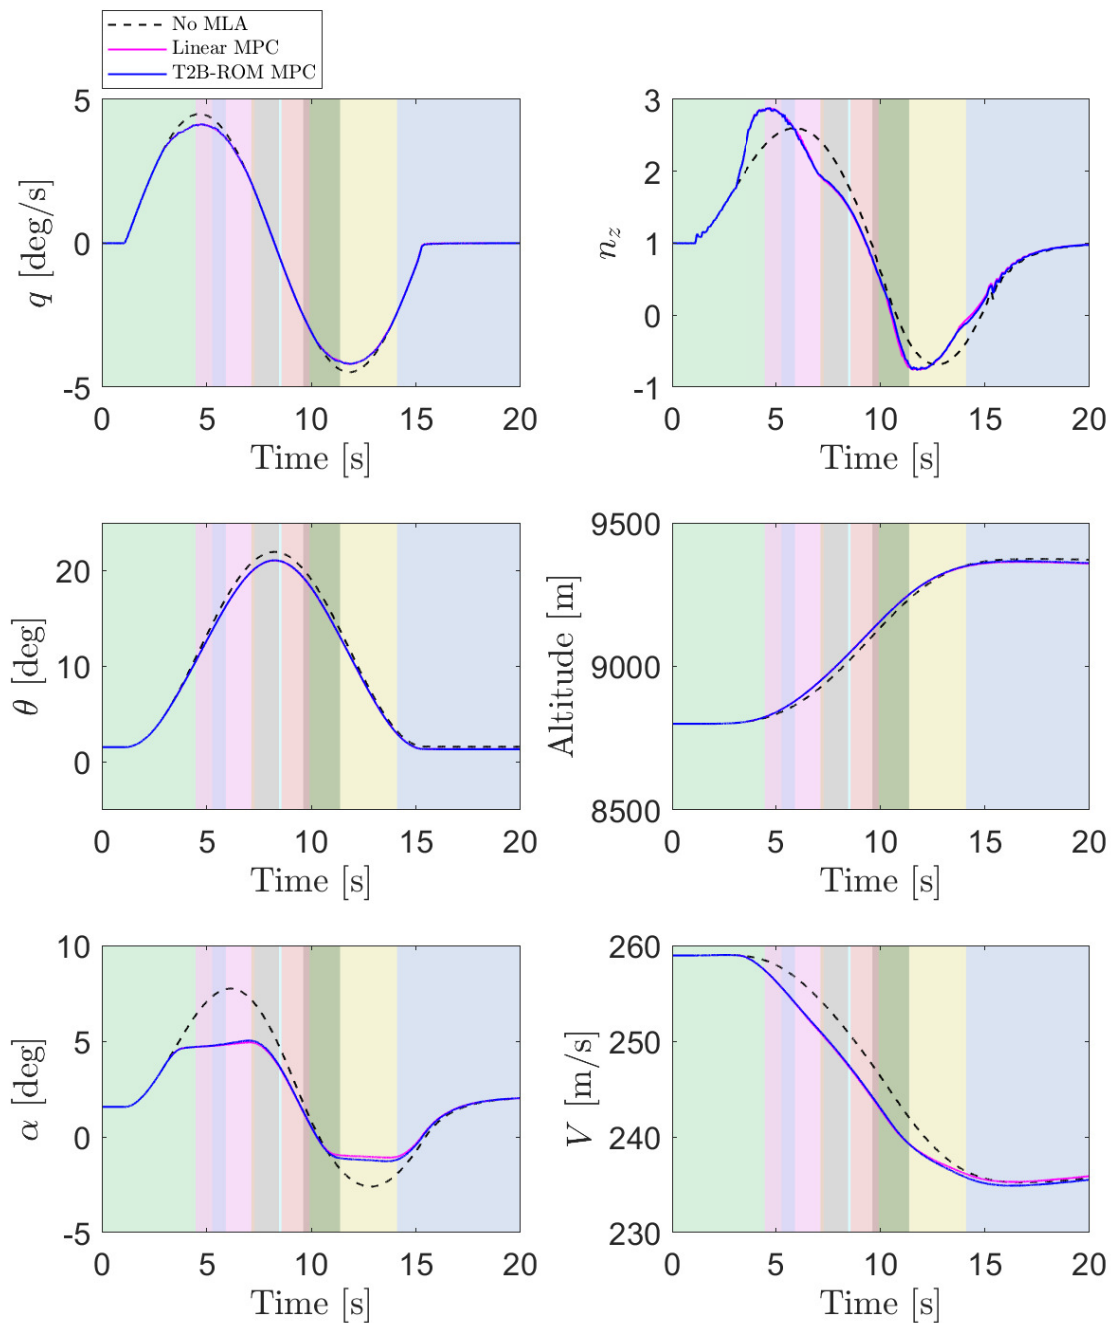 No MLA
Linear MPC
T2B-ROM MPC
5
0
-5
q [deg/s]
0 5 10 15 20
Time [s]
3
2
1
0
-1
n_z
0 5 10 15 20
Time [s]
20
10
0
θ [deg]
0 5 10 15 20
Time [s]
9500
9000
8500
Altitude [m]
0 5 10 15 20
Time [s]
10
5
0
-5
α [deg]
0 5 10 15 20
Time [s]
260
250
240
230
V [m/s]
0 5 10 15 20
Time [s]